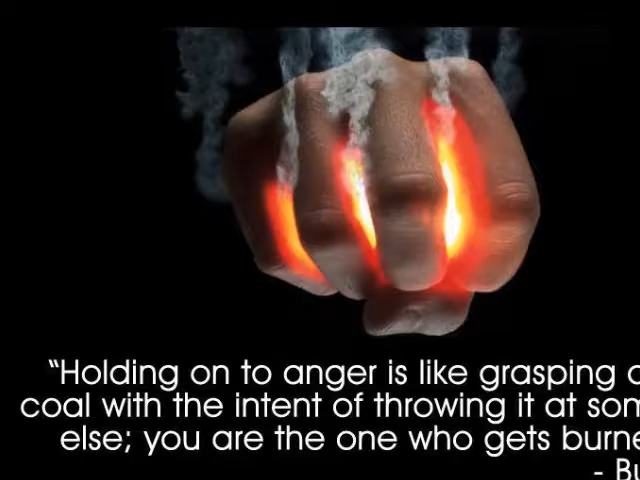 “Holding on to anger is like grasping
coal with the intent of throwing it at
else; you are the one who gets
-